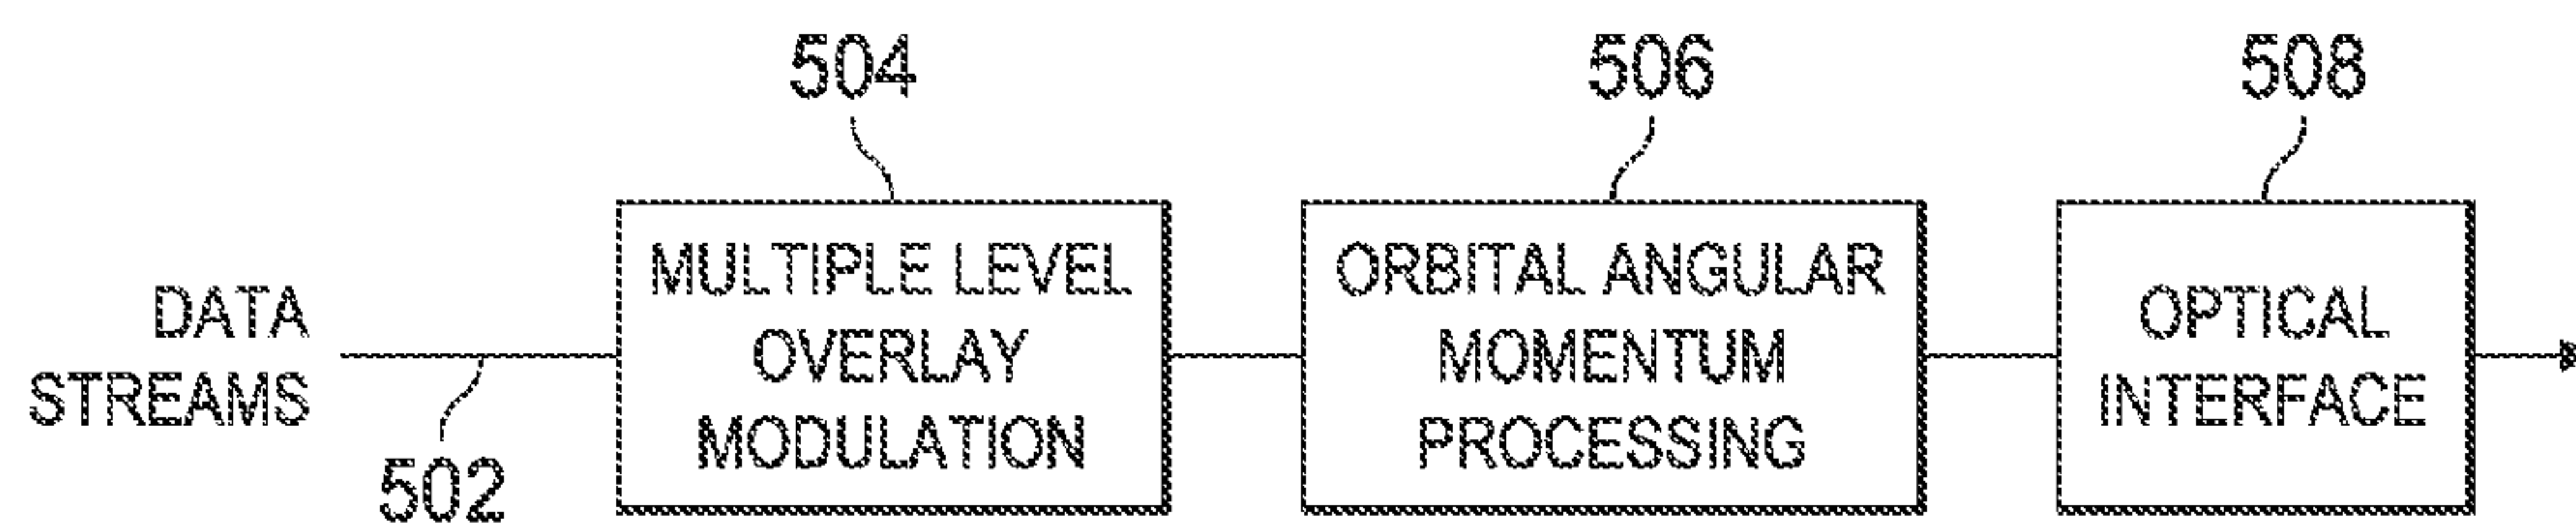 504
506
508
DATA
STREAMS
502
MULTIPLE LEVEL
OVERLAY
MODULATION
ORBITAL ANGULAR
MOMENTUM
PROCESSING
OPTICAL
INTERFACE